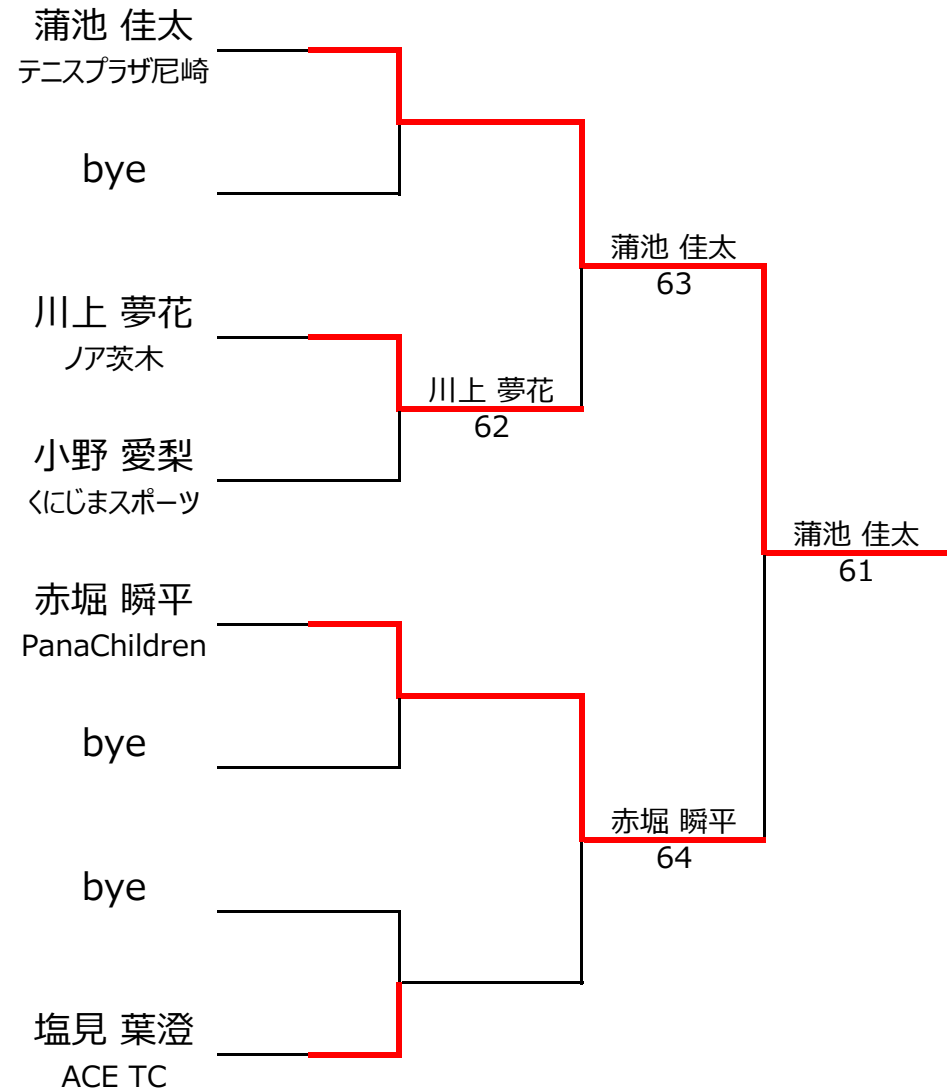 蒲池 佳太
テニスプラザ尼崎
bye
川上 夢花
ノア茨木
小野 愛梨
くにじまスポーツ
赤堀 瞬平
PanaChildren
bye
bye
塩見 葉澄
ACE TC
川上 夢花
62
蒲池 佳太
63
赤堀 瞬平
64
蒲池 佳太
61